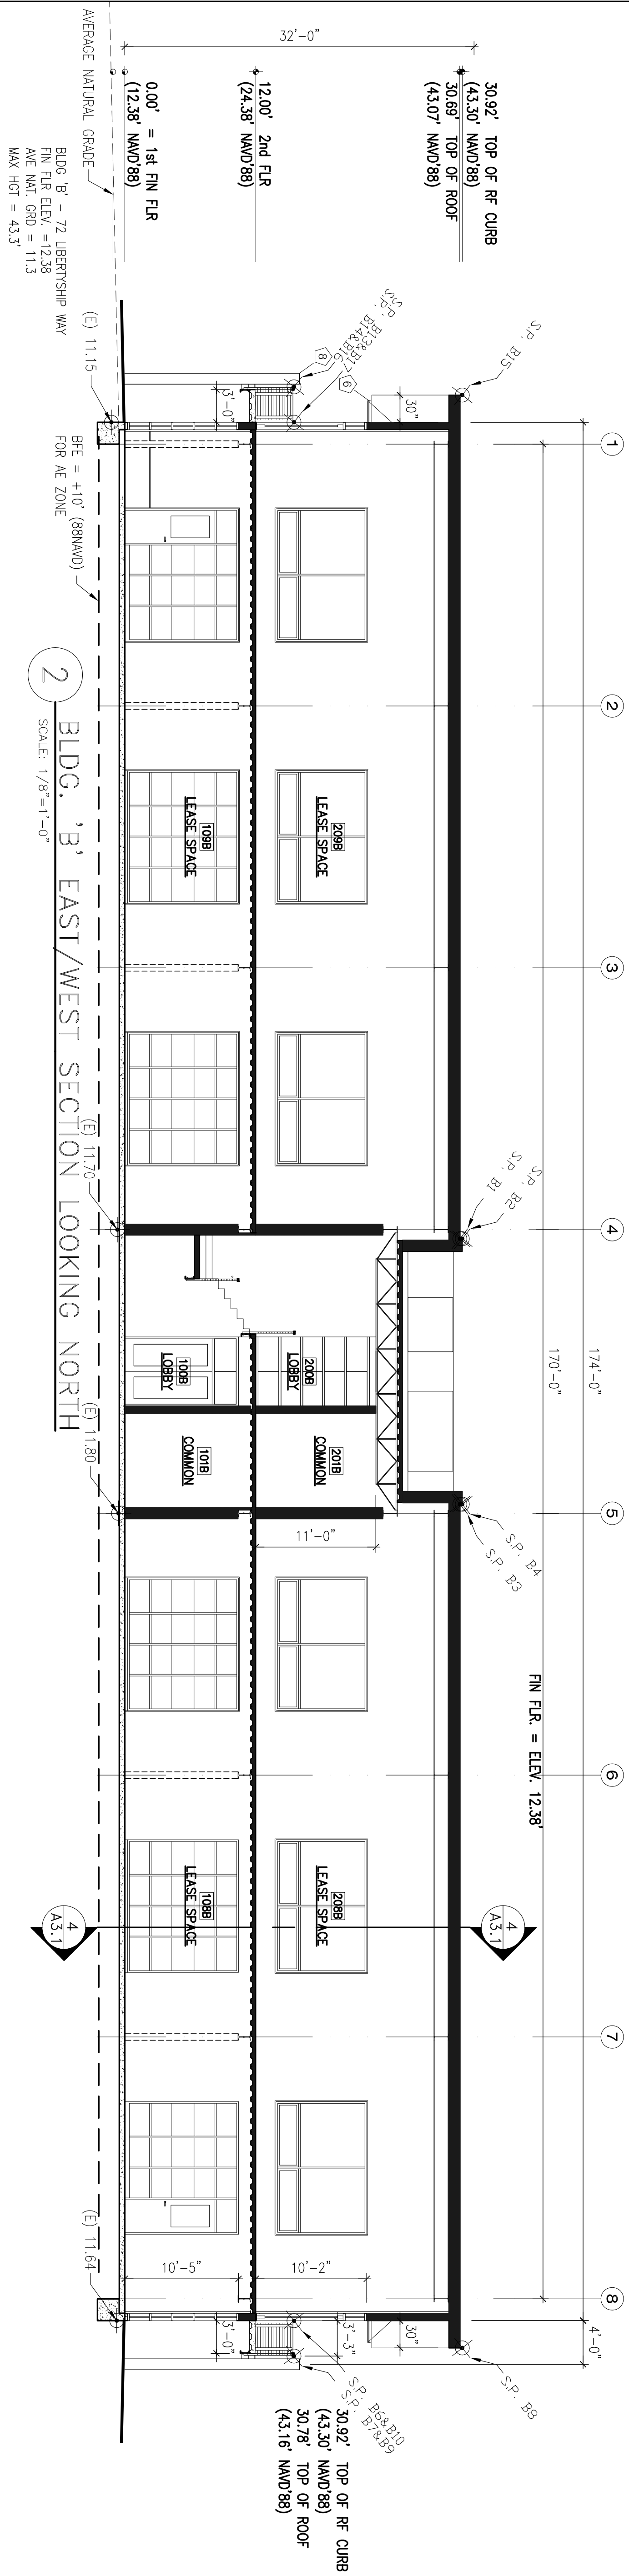 1
2
3
4
5
6
7
8
174'-0"
170'-0"
4'-0"
32'-0"
30.92' TOP OF RF CURB
(43.30' NAVD'88)
30.69' TOP OF ROOF
(43.07' NAVD'88)
12.00' 2nd FLR
(24.38' NAVD'88)
0.00' = 1st FIN FLR
(12.38' NAVD'88)
AVERAGE NATURAL GRADE
BLDG 'B' - 72 LIBERTYSHIP WAY
FIN FLR ELEV. =12.38
AVE NAT. GRD = 11.3
MAX HGT = 43.3'
S.P. B15
S.P. B13&B17
S.P. B14&B16
6
8
30"
3'-0"
(E) 11.15
BFE = +10' (88NAVD)
FOR AE ZONE
S.P. B2
S.P. B1
S.P. B4
S.P. B3
FIN FLR. = ELEV. 12.38'
4
A3.1
S.P. B8
209B
LEASE SPACE
109B
LEASE SPACE
200B
LOBBY
100B
LOBBY
201B
COMMON
101B
COMMON
11'-0"
208B
LEASE SPACE
108B
LEASE SPACE
10'-2"
10'-5"
30"
3'-3"
3'-0"
S.P. B6&B10
S.P. B7&B9
30.92' TOP OF RF CURB
(43.30' NAVD'88)
30.78' TOP OF ROOF
(43.16' NAVD'88)
(E) 11.70
(E) 11.80
(E) 11.64
4
A3.1
2
BLDG. 'B' EAST/WEST SECTION LOOKING NORTH
SCALE: 1/8"=1'-0"